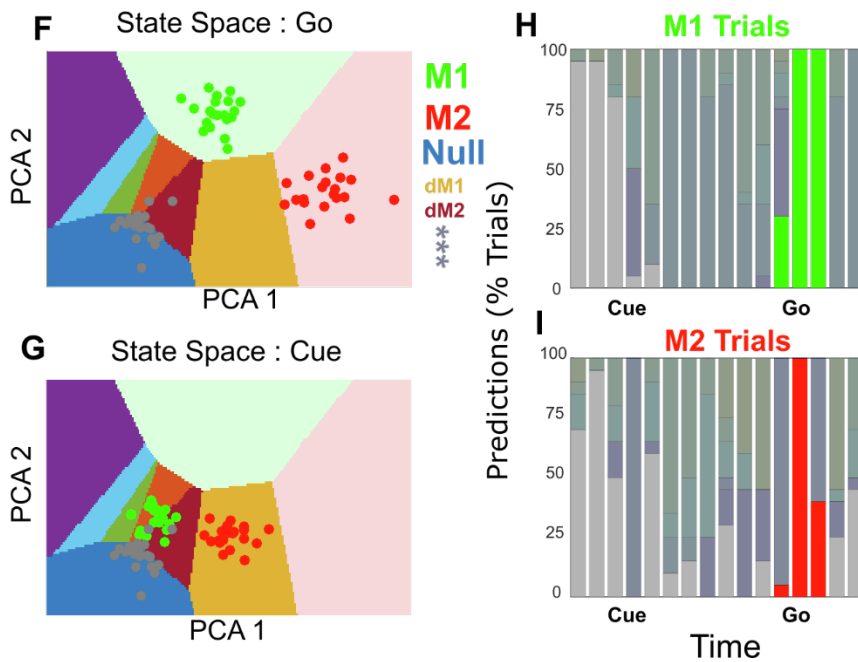 F
State Space : Go
PCA 2
PCA 1
M1
M2
Null
dM1
dM2
***
G
State Space : Cue
PCA 2
PCA 1
H
M1 Trials
100
75
50
25
0
Cue
Go
Predictions (% Trials)
I
M2 Trials
100
75
50
25
0
Cue
Go
Time